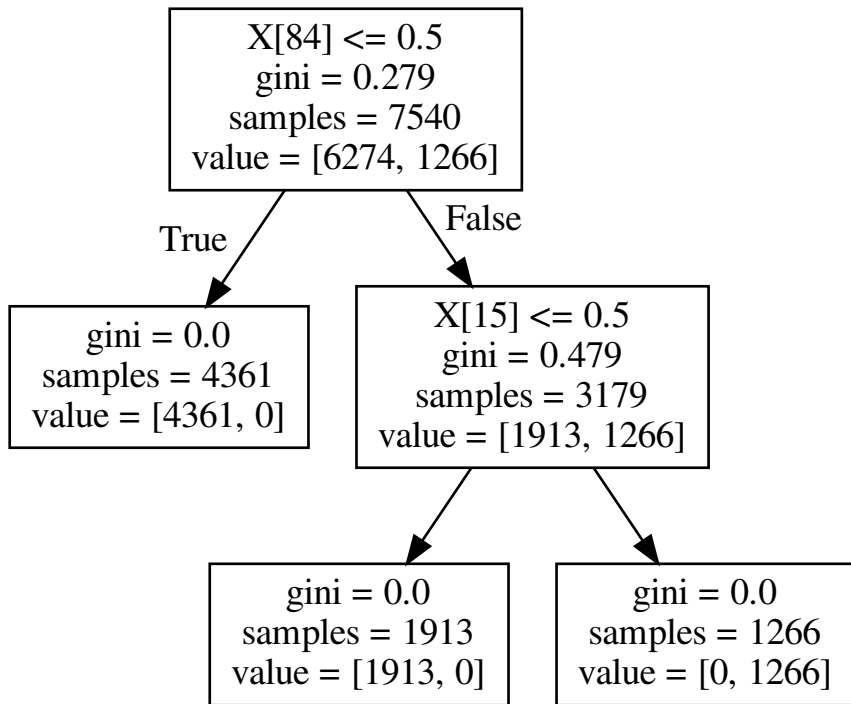 X[84] <= 0.5
gini = 0.279
samples = 7540
value = [6274, 1266]
True
False
gini = 0.0
samples = 4361
value = [4361, 0]
X[15] <= 0.5
gini = 0.479
samples = 3179
value = [1913, 1266]
gini = 0.0
samples = 1913
value = [1913, 0]
gini = 0.0
samples = 1266
value = [0, 1266]